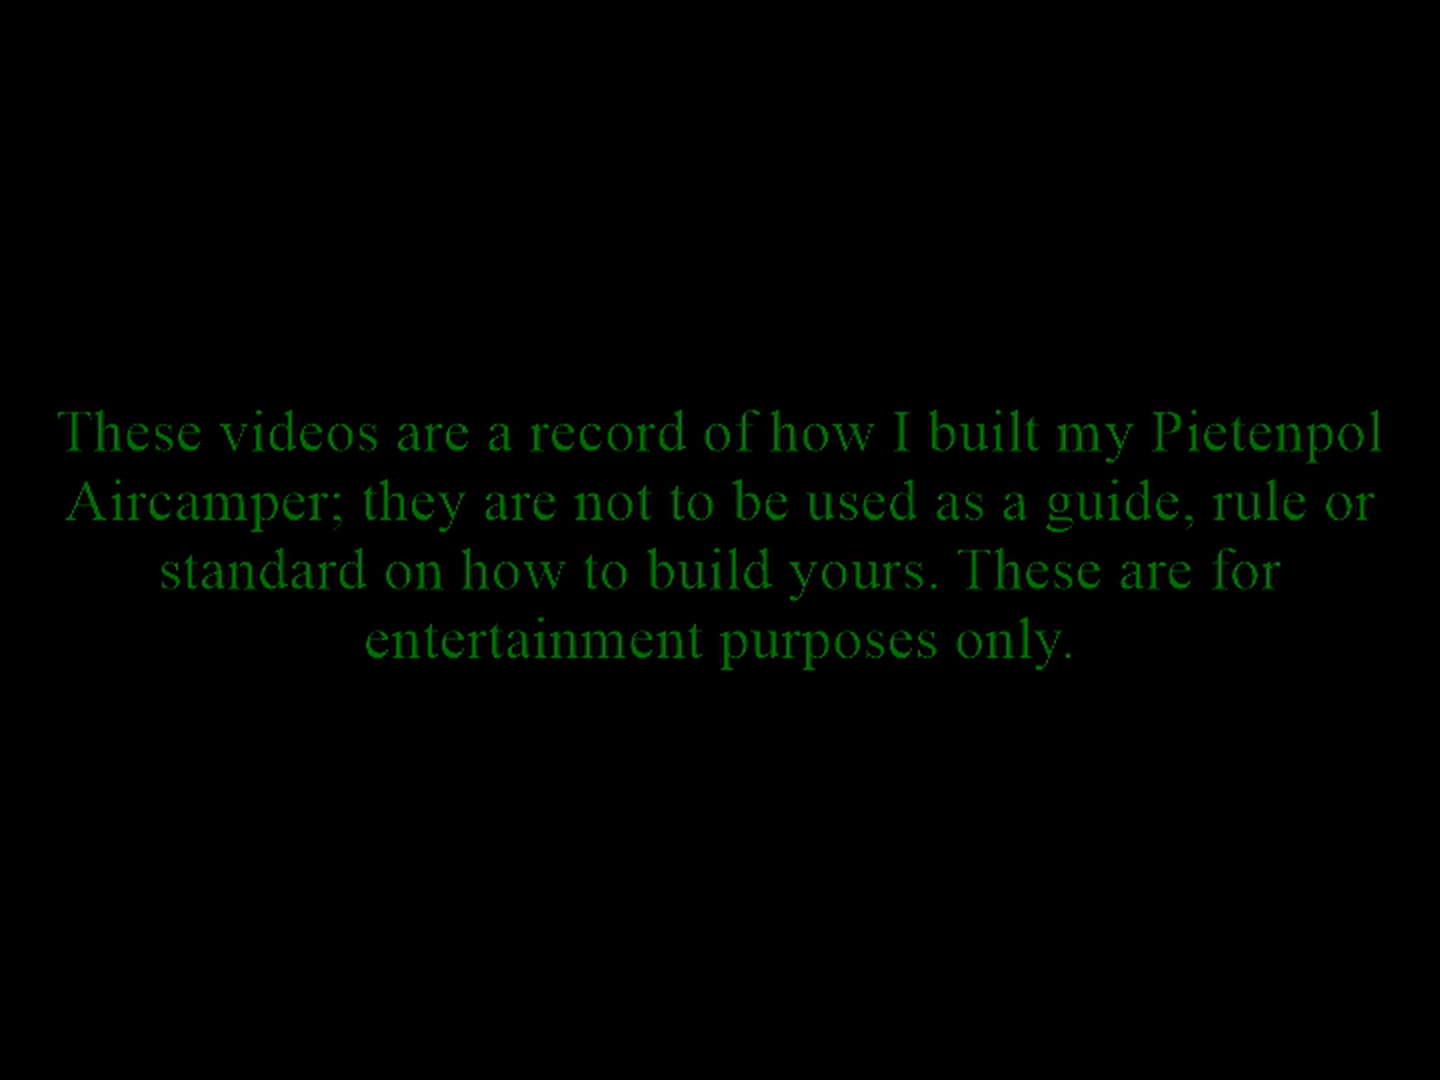 These videos are a record of how I built my Pietenpol
Aircamper; they are not to be used as a guide, rule or
standard on how to build yours. These are for
entertainment purposes only.